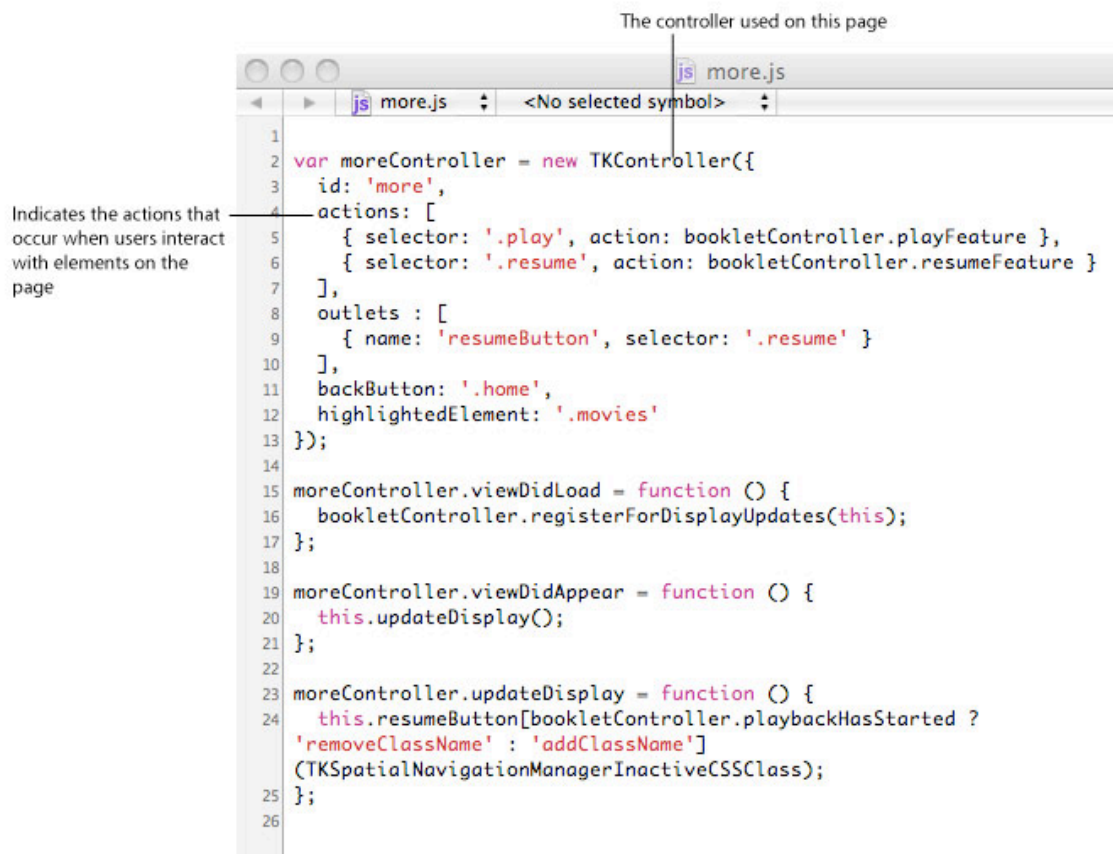 The controller used on this page
js more.js
js more.js <No selected symbol>
1
2 var moreController = new TKController({
3 id: 'more',
Indicates the actions that
occur when users interact
with elements on the
page
4 actions: [
5 { selector: '.play', action: bookletController.playFeature },
6 { selector: '.resume', action: bookletController.resumeFeature }
7 ],
8 outlets : [
9 { name: 'resumeButton', selector: '.resume' }
10 ],
11 backButton: '.home',
12 highlightedElement: '.movies'
13 });
14
15 moreController.viewDidLoad = function () {
16 bookletController.registerForDisplayUpdates(this);
17 };
18
19 moreController.viewDidAppear = function () {
20 this.updateDisplay();
21 };
22
23 moreController.updateDisplay = function () {
24 this.resumeButton[bookletController.playbackHasStarted ?
'removeClassName' : 'addClassName']
(TKSpatialNavigationManagerInactiveCSSClass);
25 };
26